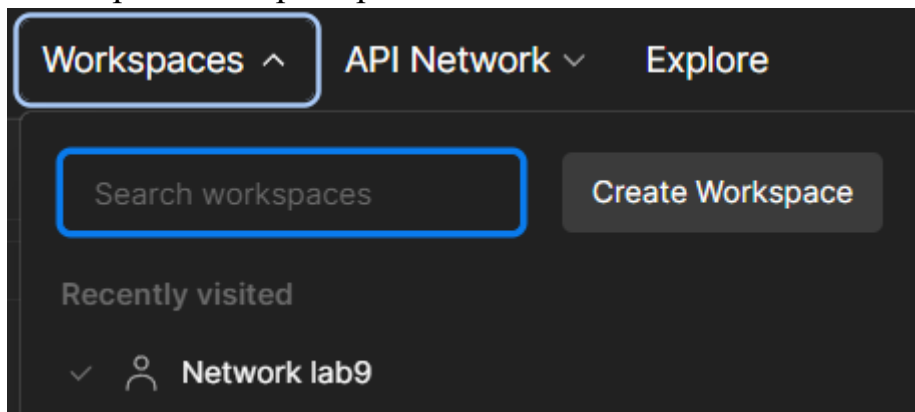 Workspaces API Network Explore
Search workspaces Create Workspace
Recently visited
Network lab9